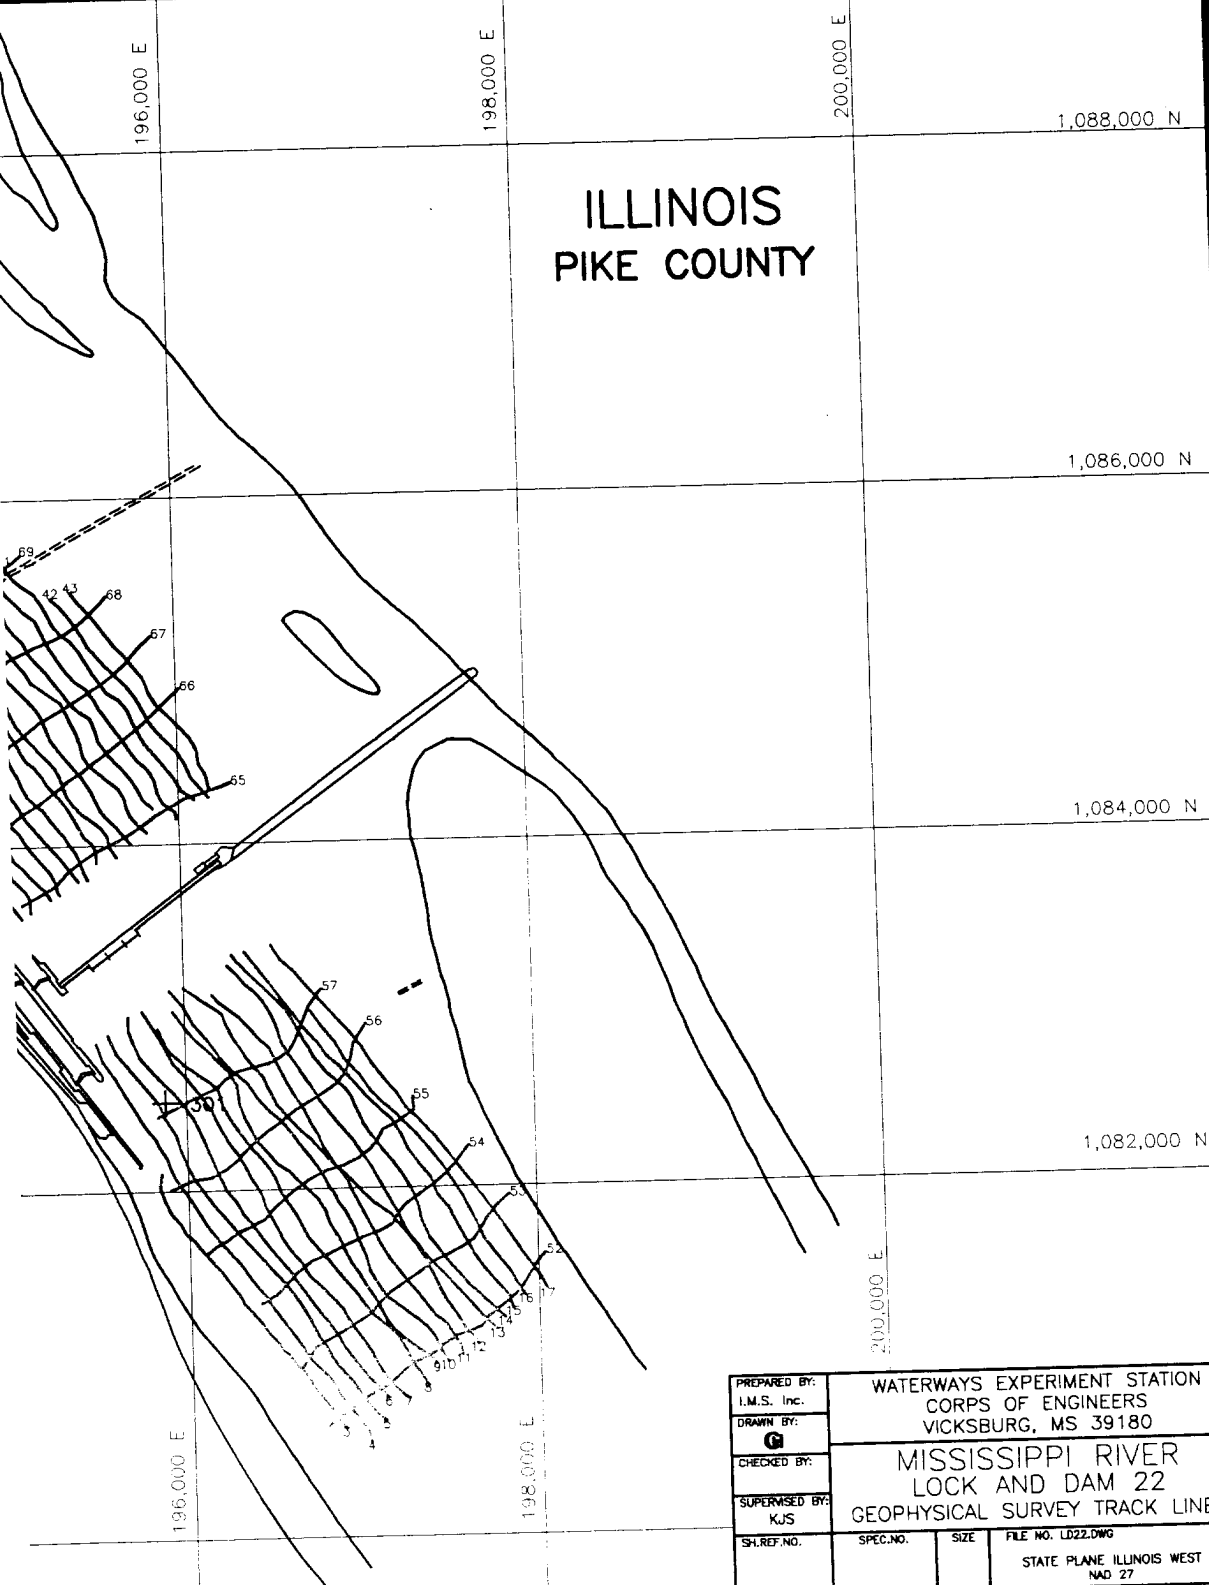 196,000 E
198,000 E
200,000 E
1,088,000 N
ILLINOIS
PIKE COUNTY
1,086,000 N
69
42 43
68
67
66
65
1,084,000 N
57
56
301
55
1,082,000 N
54
53
52
200,000 E
17
16
15
14
13
12
11
10
9
8
7
6
5
4
3
196,000 E
198,000 E
PREPARED BY:
I.M.S. Inc.
DRAWN BY:
CHECKED BY:
SUPERVISED BY:
KJS
WATERWAYS EXPERIMENT STATION
CORPS OF ENGINEERS
VICKSBURG, MS 39180
MISSISSIPPI RIVER
LOCK AND DAM 22
GEOPHYSICAL SURVEY TRACK LINE
SH.REF.NO.
SPEC.NO.
SIZE
FILE NO. LD22.DWG
STATE PLANE ILLINOIS WEST
NAD 27